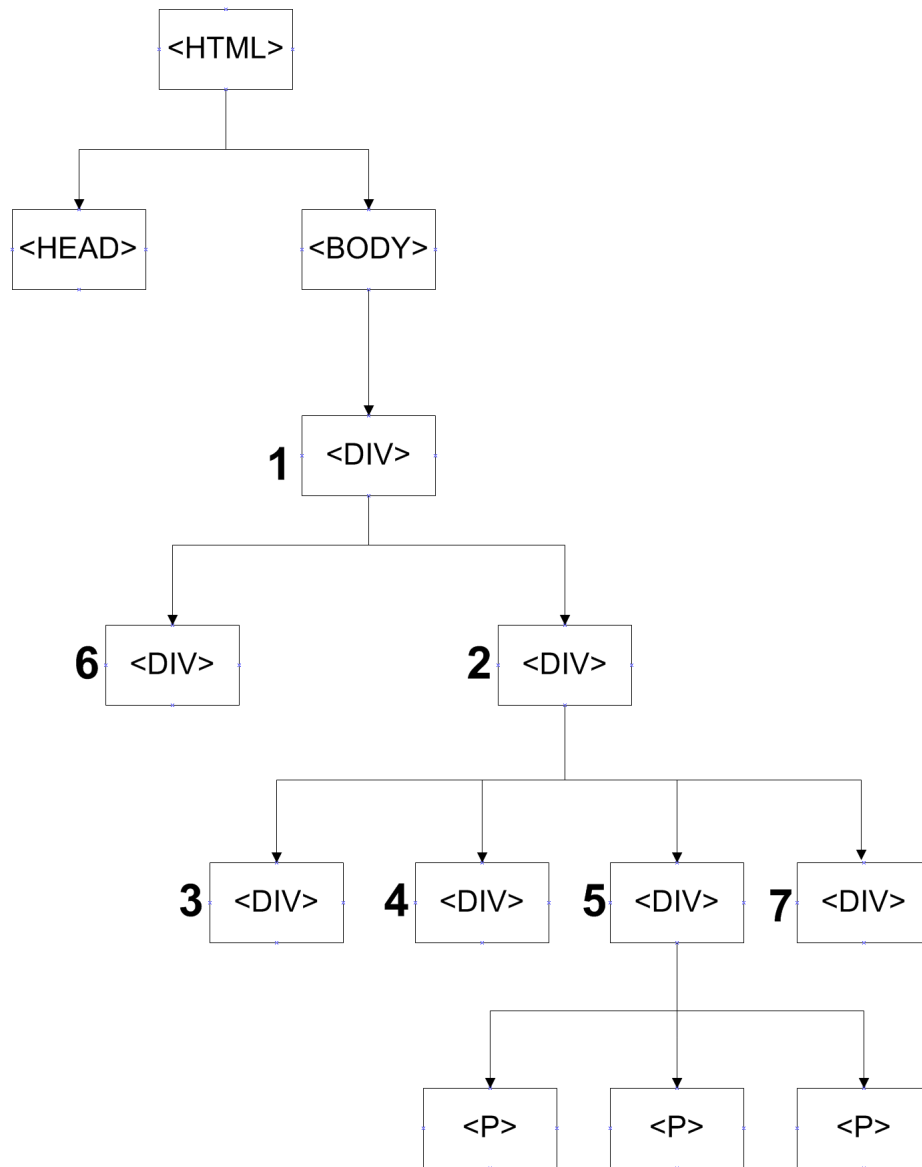 <HTML>
<HEAD> <BODY>
1 <DIV>
6 <DIV> 2 <DIV>
3 <DIV> 4 <DIV> 5 <DIV> 7 <DIV>
<P> <P> <P>